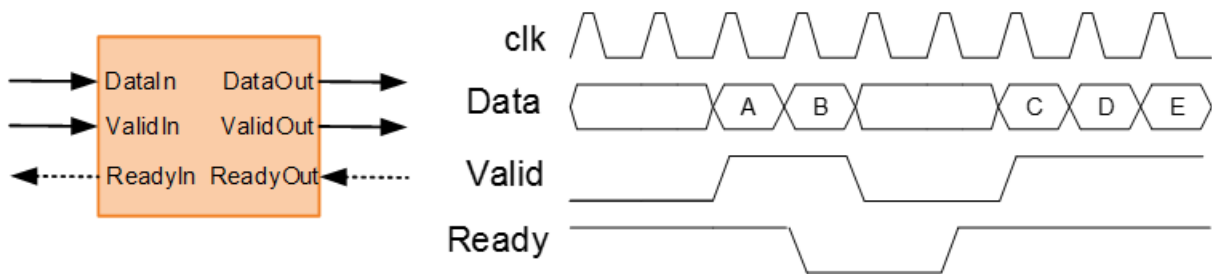 DataIn DataOut
ValidIn ValidOut
ReadyIn ReadyOut
clk
Data A B C D E
Valid
Ready